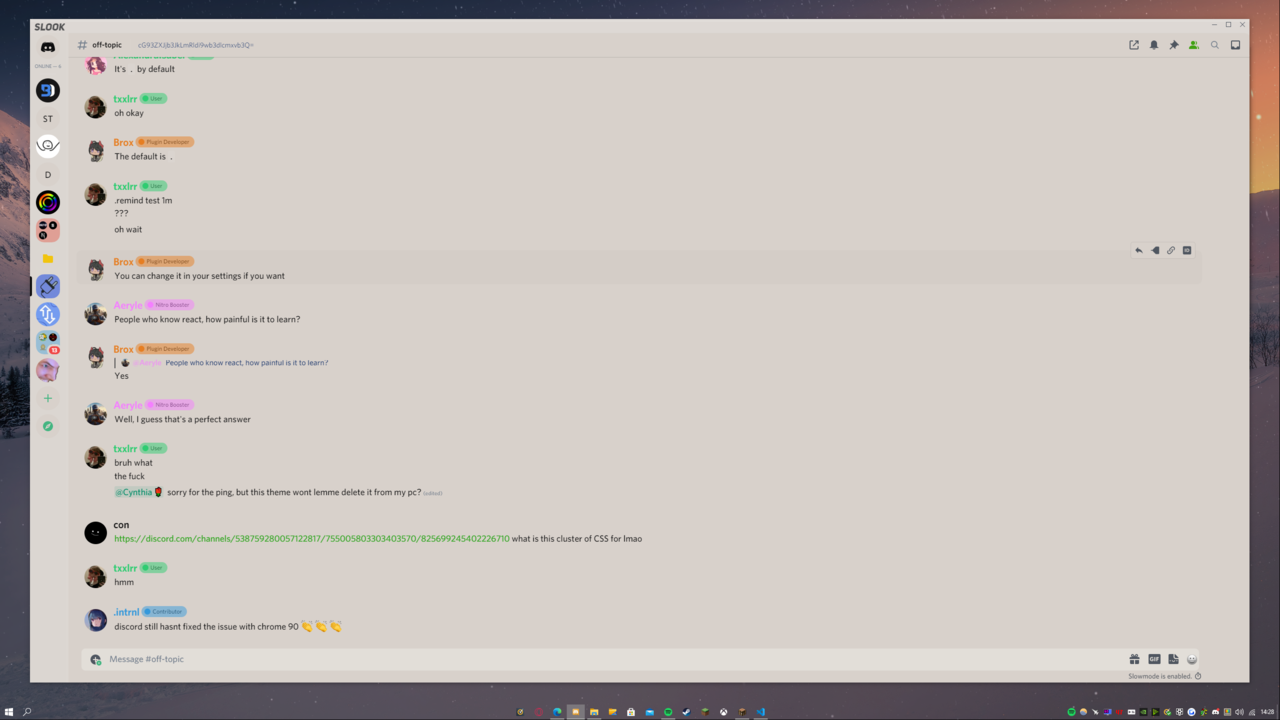 SLOOK
# off-topic
ONLINE — 6
It's . by default
txxlrr User
oh okay
Brox Plugin Developer
The default is .
txxlrr User
.remind test 1m
???
oh wait
Brox Plugin Developer
You can change it in your settings if you want
Aeryle Nitro Booster
People who know react, how painful is it to learn?
Brox Plugin Developer
@Aeryle People who know react, how painful is it to learn?
Yes
Aeryle Nitro Booster
Well, I guess that's a perfect answer
txxlrr User
bruh what
the fuck
@Cynthia🌹 sorry for the ping, but this theme wont lemme delete it from my pc? (edited)
con
https://discord.com/channels/538759280057122817/755005803303403570/825699245402226710 what is this cluster of CSS for lmao
txxlrr User
hmm
.intrnl Contributor
discord still hasnt fixed the issue with chrome 90 👏 👏 👏
Message #off-topic
GIF
Slowmode is enabled.
ST
D
13
14:28